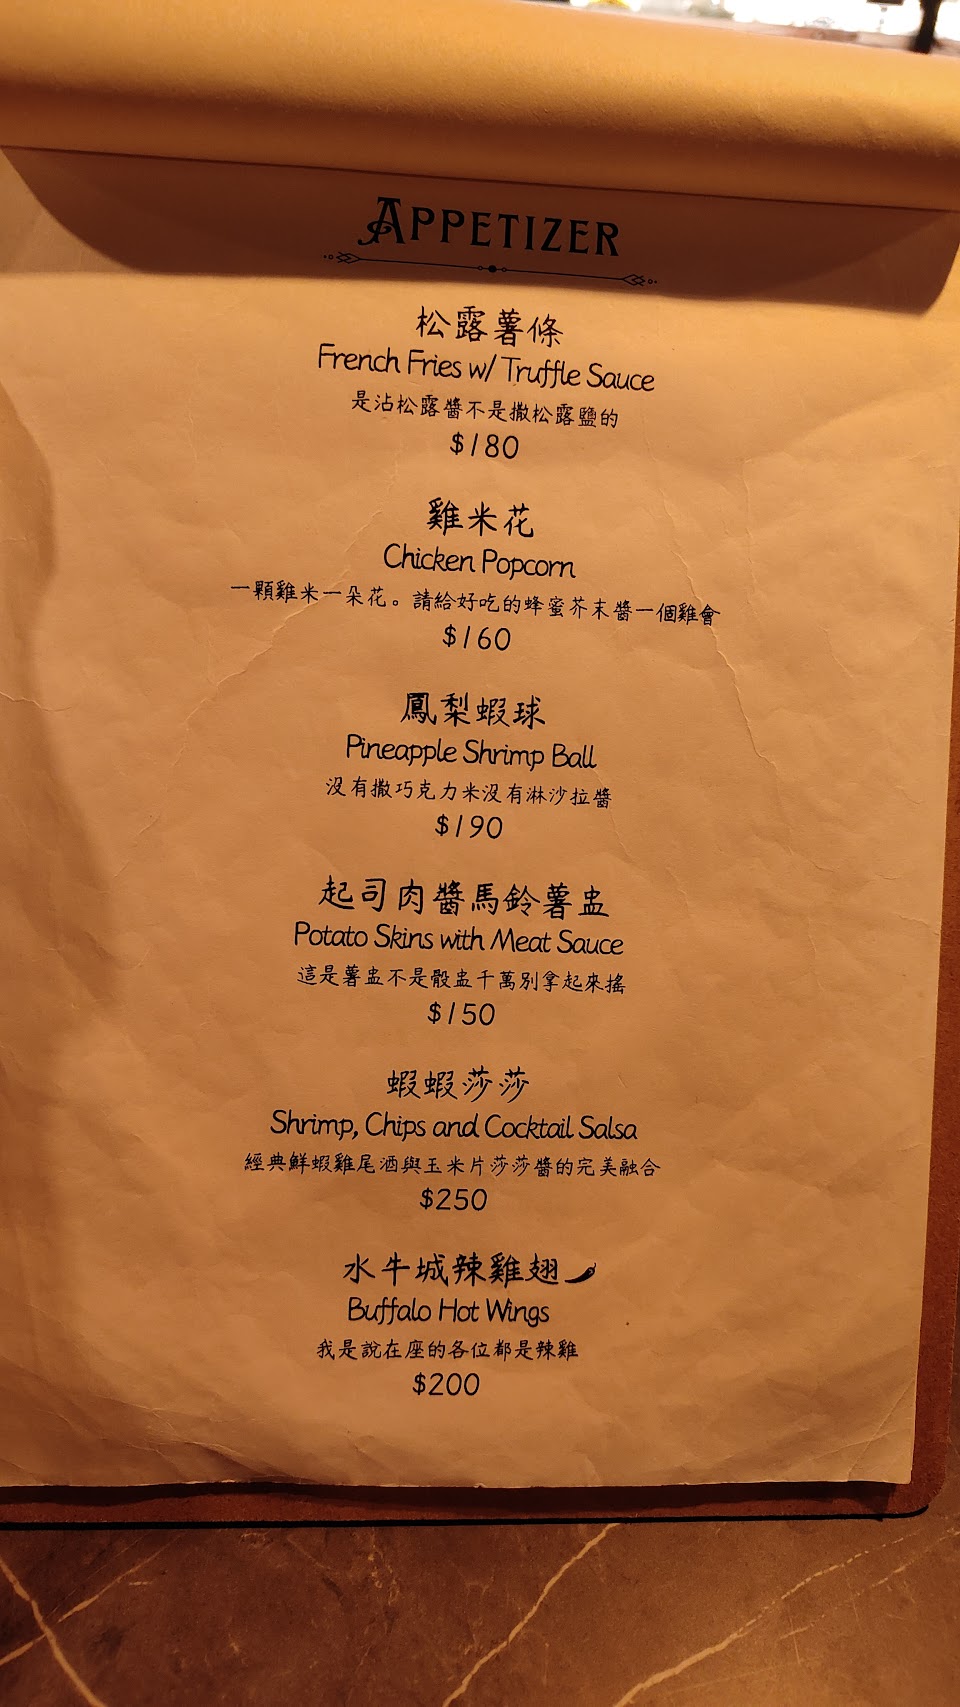 APPETIZER
松露薯條
French Fries w/ Truffle Sauce
是沾松露醬不是撒松露鹽的
$180
雞米花
Chicken Popcorn
一顆雞米一朵花。請給好吃的蜂蜜芥末醬一個雞會
$160
鳳梨蝦球
Pineapple Shrimp Ball
沒有撒巧克力米沒有淋沙拉醬
$190
起司肉醬馬鈴薯盅
Potato Skins with Meat Sauce
這是薯盅不是骰盅千萬別拿起來搖
$150
蝦蝦莎莎
Shrimp, Chips and Cocktail Salsa
經典鮮蝦雞尾酒與玉米片莎莎醬的完美融合
$250
水牛城辣雞翅
Buffalo Hot Wings
我是說在座的各位都是辣雞
$200